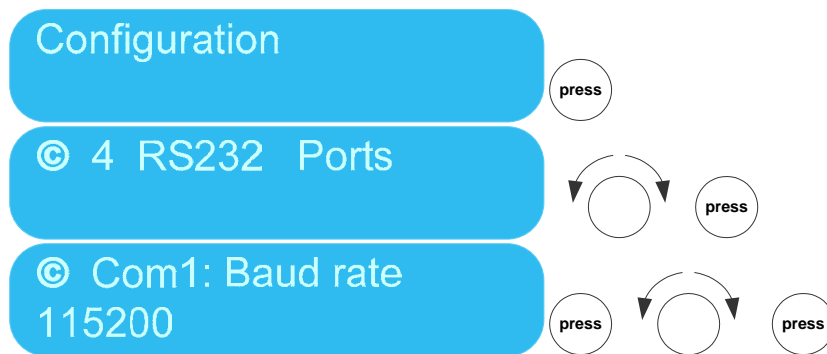 Configuration
press
© 4 RS232 Ports
press
© Com1: Baud rate
115200
press
press